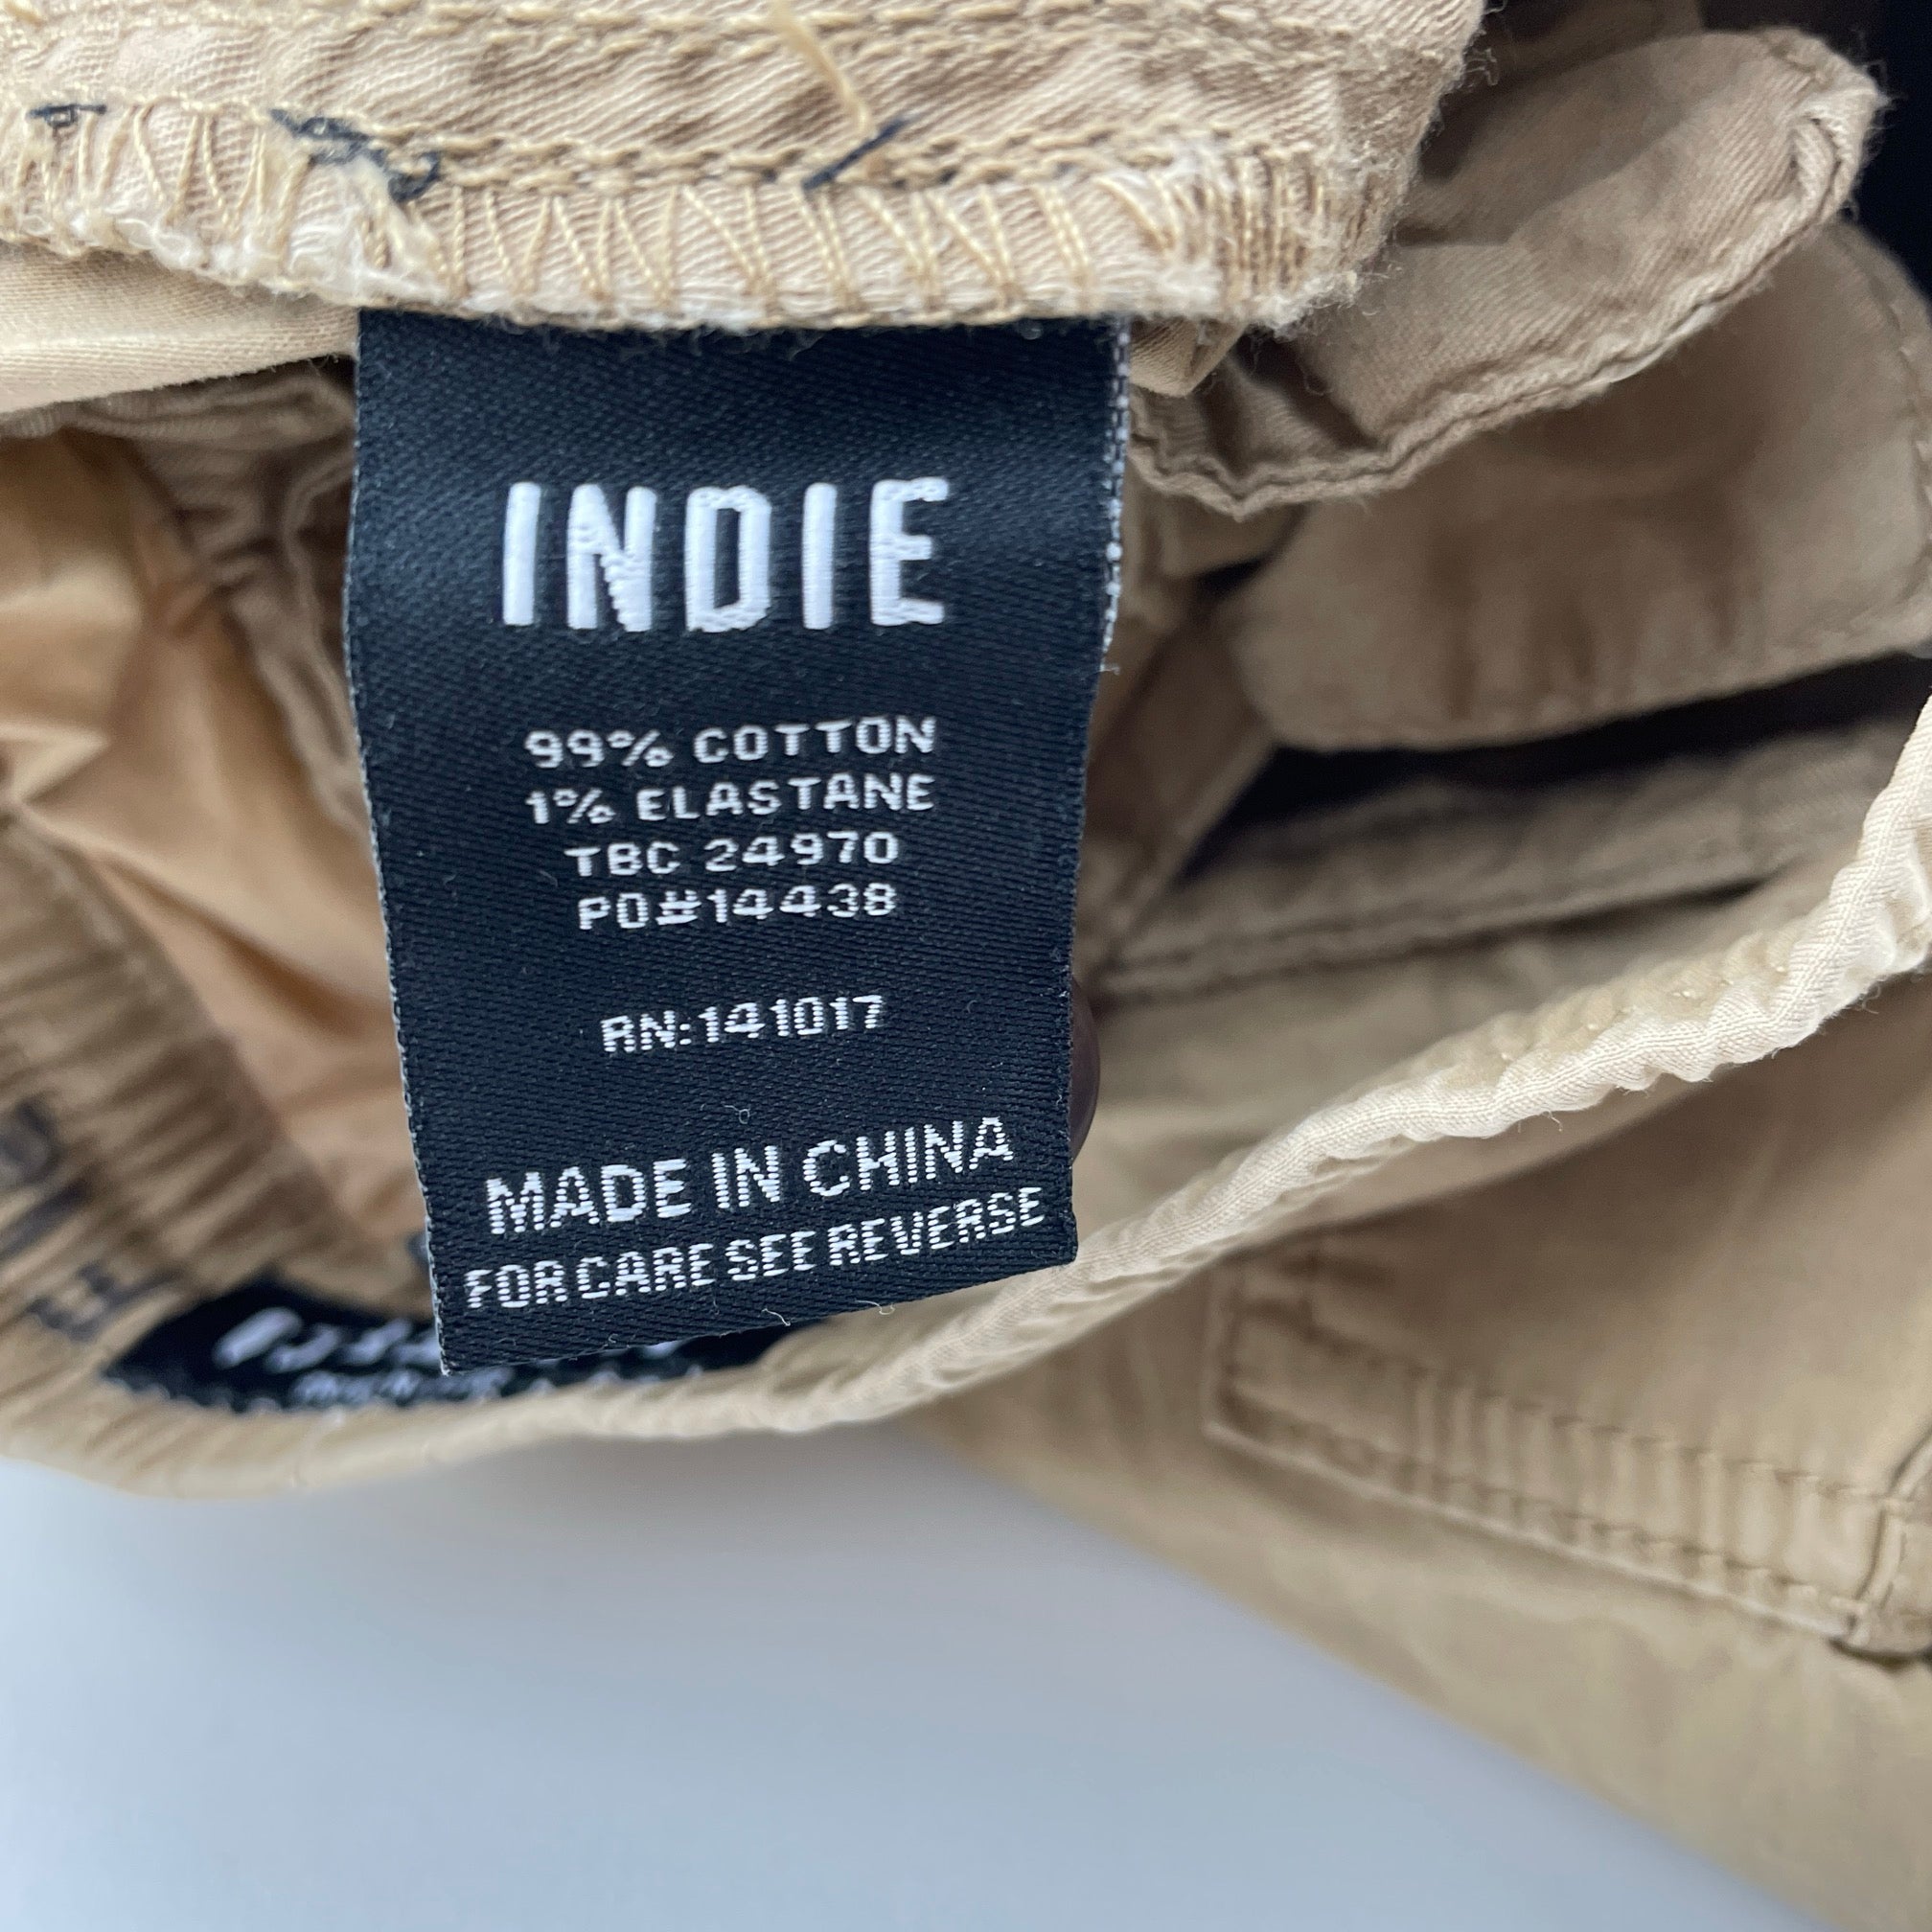 INDIE
99% COTTON
1% ELASTANE
TBC 24970
PO#14438
RN:141017
MADE IN CHINA
FOR CARE SEE REVERSE